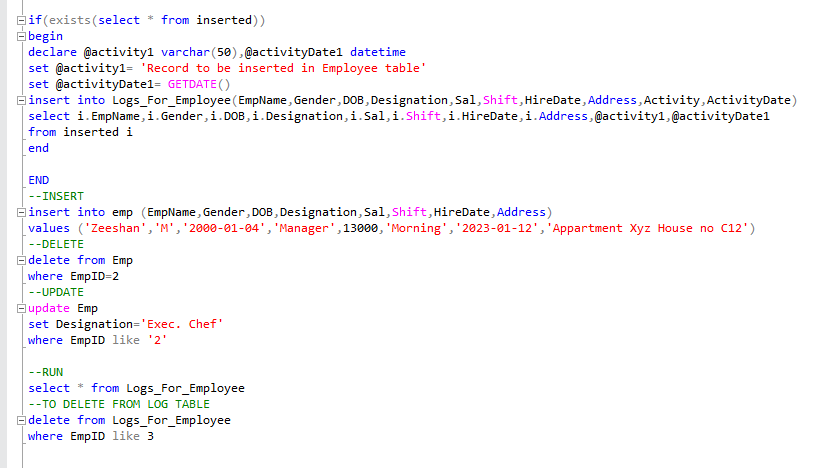 if(exists(select * from inserted))
begin
declare @activity1 varchar(50),@activityDate1 datetime
set @activity1= 'Record to be inserted in Employee table'
set @activityDate1= GETDATE()
insert into Logs_For_Employee(EmpName,Gender,DOB,Designation,Sal,Shift,HireDate,Address,Activity,ActivityDate)
select i.EmpName,i.Gender,i.DOB,i.Designation,i.Sal,i.Shift,i.HireDate,i.Address,@activity1,@activityDate1
from inserted i
end
END
--INSERT
insert into emp (EmpName,Gender,DOB,Designation,Sal,Shift,HireDate,Address)
values ('Zeeshan','M','2000-01-04','Manager',13000,'Morning','2023-01-12','Appartment Xyz House no C12')
--DELETE
delete from Emp
where EmpID=2
--UPDATE
update Emp
set Designation='Exec. Chef'
where EmpID like '2'
--RUN
select * from Logs_For_Employee
--TO DELETE FROM LOG TABLE
delete from Logs_For_Employee
where EmpID like 3